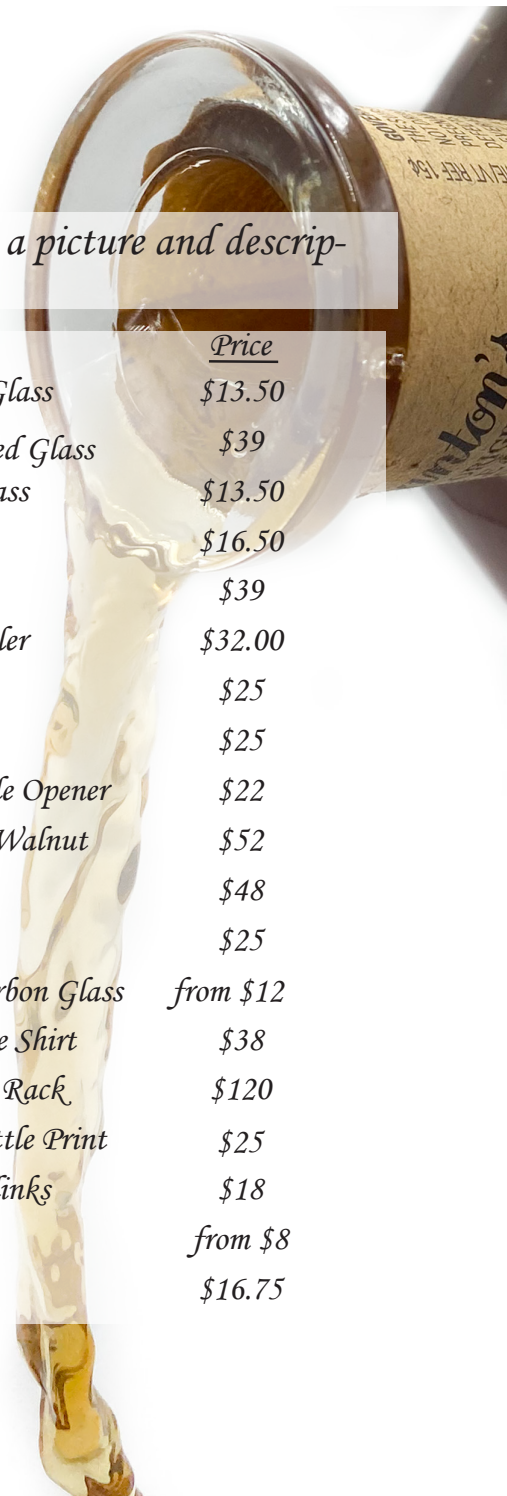 a picture and descrip-
Price
Glass $13.50
ed Glass $39
ass $13.50
$16.50
$39
ler $32.00
$25
$25
le Opener $22
Walnut $52
$48
$25
rbon Glass from $12
e Shirt $38
Rack $120
ttle Print $25
links $18
from $8
$16.75